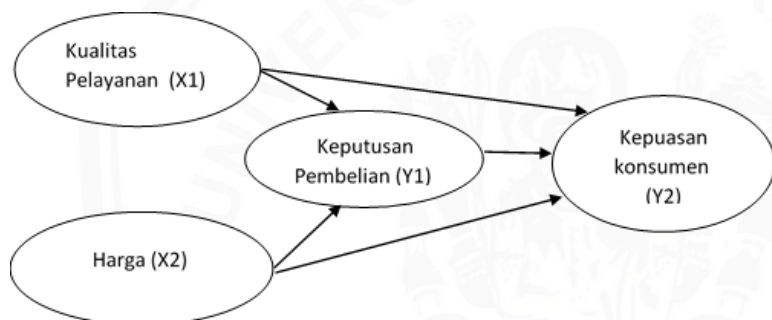 Kualitas
Pelayanan (X1)
Keputusan
Pembelian (Y1)
Kepuasan
konsumen
(Y2)
Harga (X2)